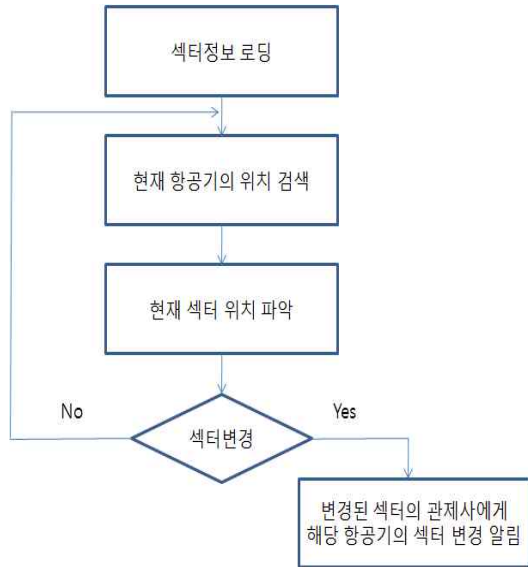 섹터정보 로딩
현재 항공기의 위치 검색
현재 섹터 위치 파악
No
섹터변경
Yes
변경된 섹터의 관제사에게
해당 항공기의 섹터 변경 알림